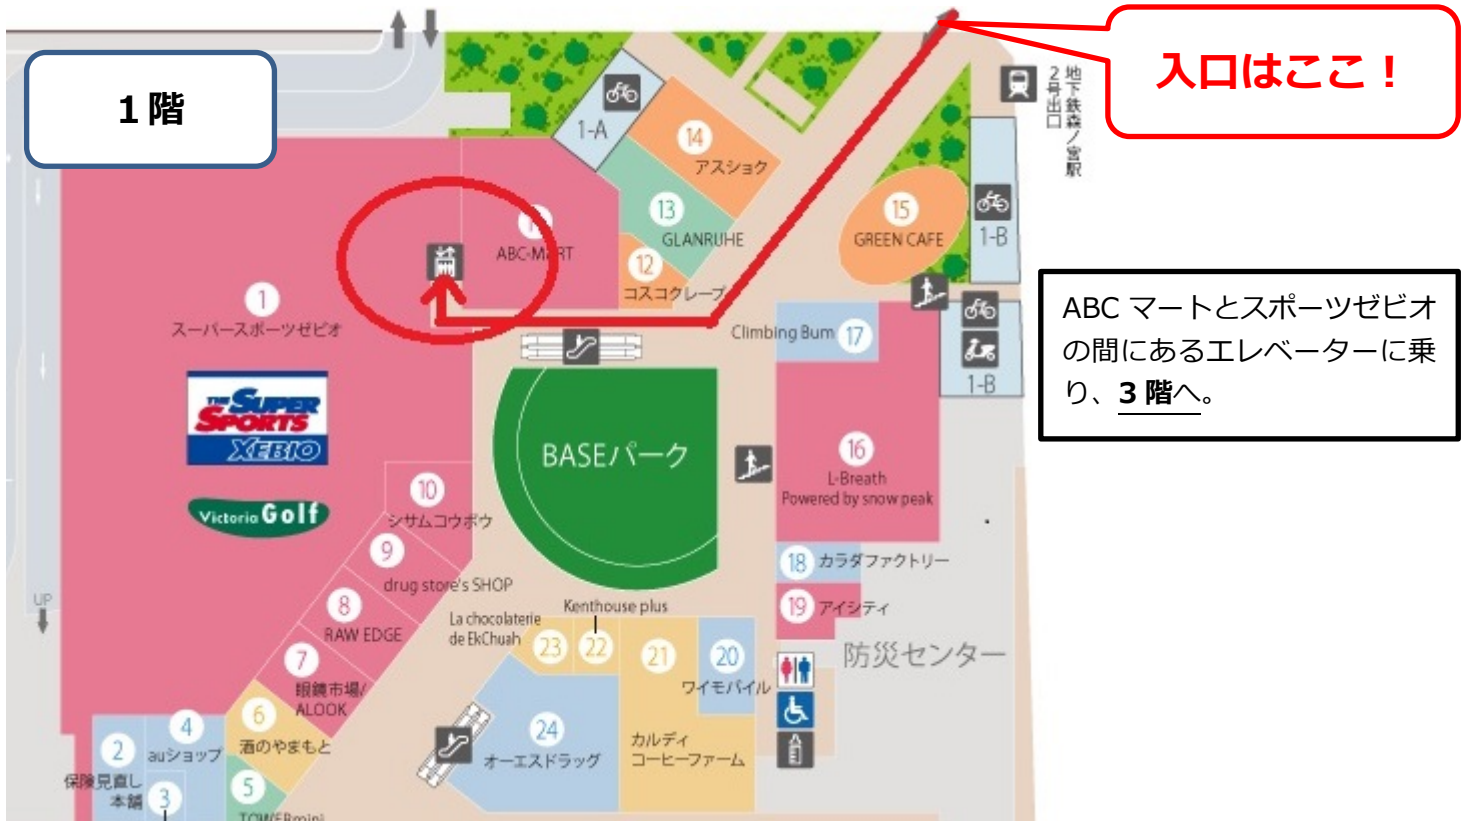 1階
入口はここ！
地下鉄森ノ宮駅
2号出口
1-A
14
アスショク
13
GLANRUHE
12
コスコクレープ
ABC-MART
15
GREEN CAFE
1-B
1-B
1
スーパースポーツゼビオ
THE SUPER
SPORTS
XEBIO
Victoria Golf
Climbing Bum 17
ABC マートとスポーツゼビオ
の間にあるエレベーターに乗
り、3 階へ。
BASEパーク
16
L-Breath
Powered by snow peak
10
シサムコウボウ
9
drug store's SHOP
8
RAW EDGE
7
眼鏡市場/
ALOOK
18 カラダファクトリー
19 アイシティ
防災センター
UP
La chocolaterie
de EkChuah
23
Kenthouse plus
22
21
カルディ
コーヒーファーム
20
ワイモバイル
24
オーエスドラッグ
6
酒のやまもと
4
auショップ
2
保険見直し
本舗
3
5
TOWERmini